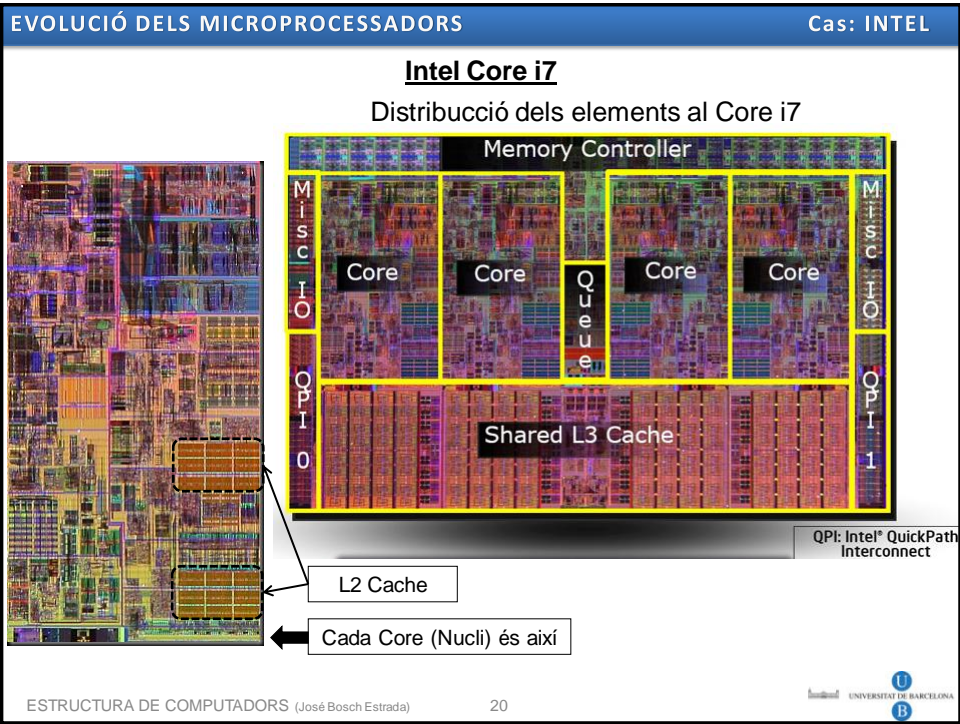 EVOLUCIÓ DELS MICROPROCESSADORS
Cas: INTEL
Intel Core i7
Distribucció dels elements al Core i7
Memory Controller
Misc IO
Core
Core
Queue
Core
Core
Misc IO
QPI 0
Shared L3 Cache
QPI 1
QPI: Intel® QuickPath
Interconnect
L2 Cache
Cada Core (Nucli) és així
ESTRUCTURA DE COMPUTADORS (José Bosch Estrada)
20
U
UNIVERSITAT DE BARCELONA
B